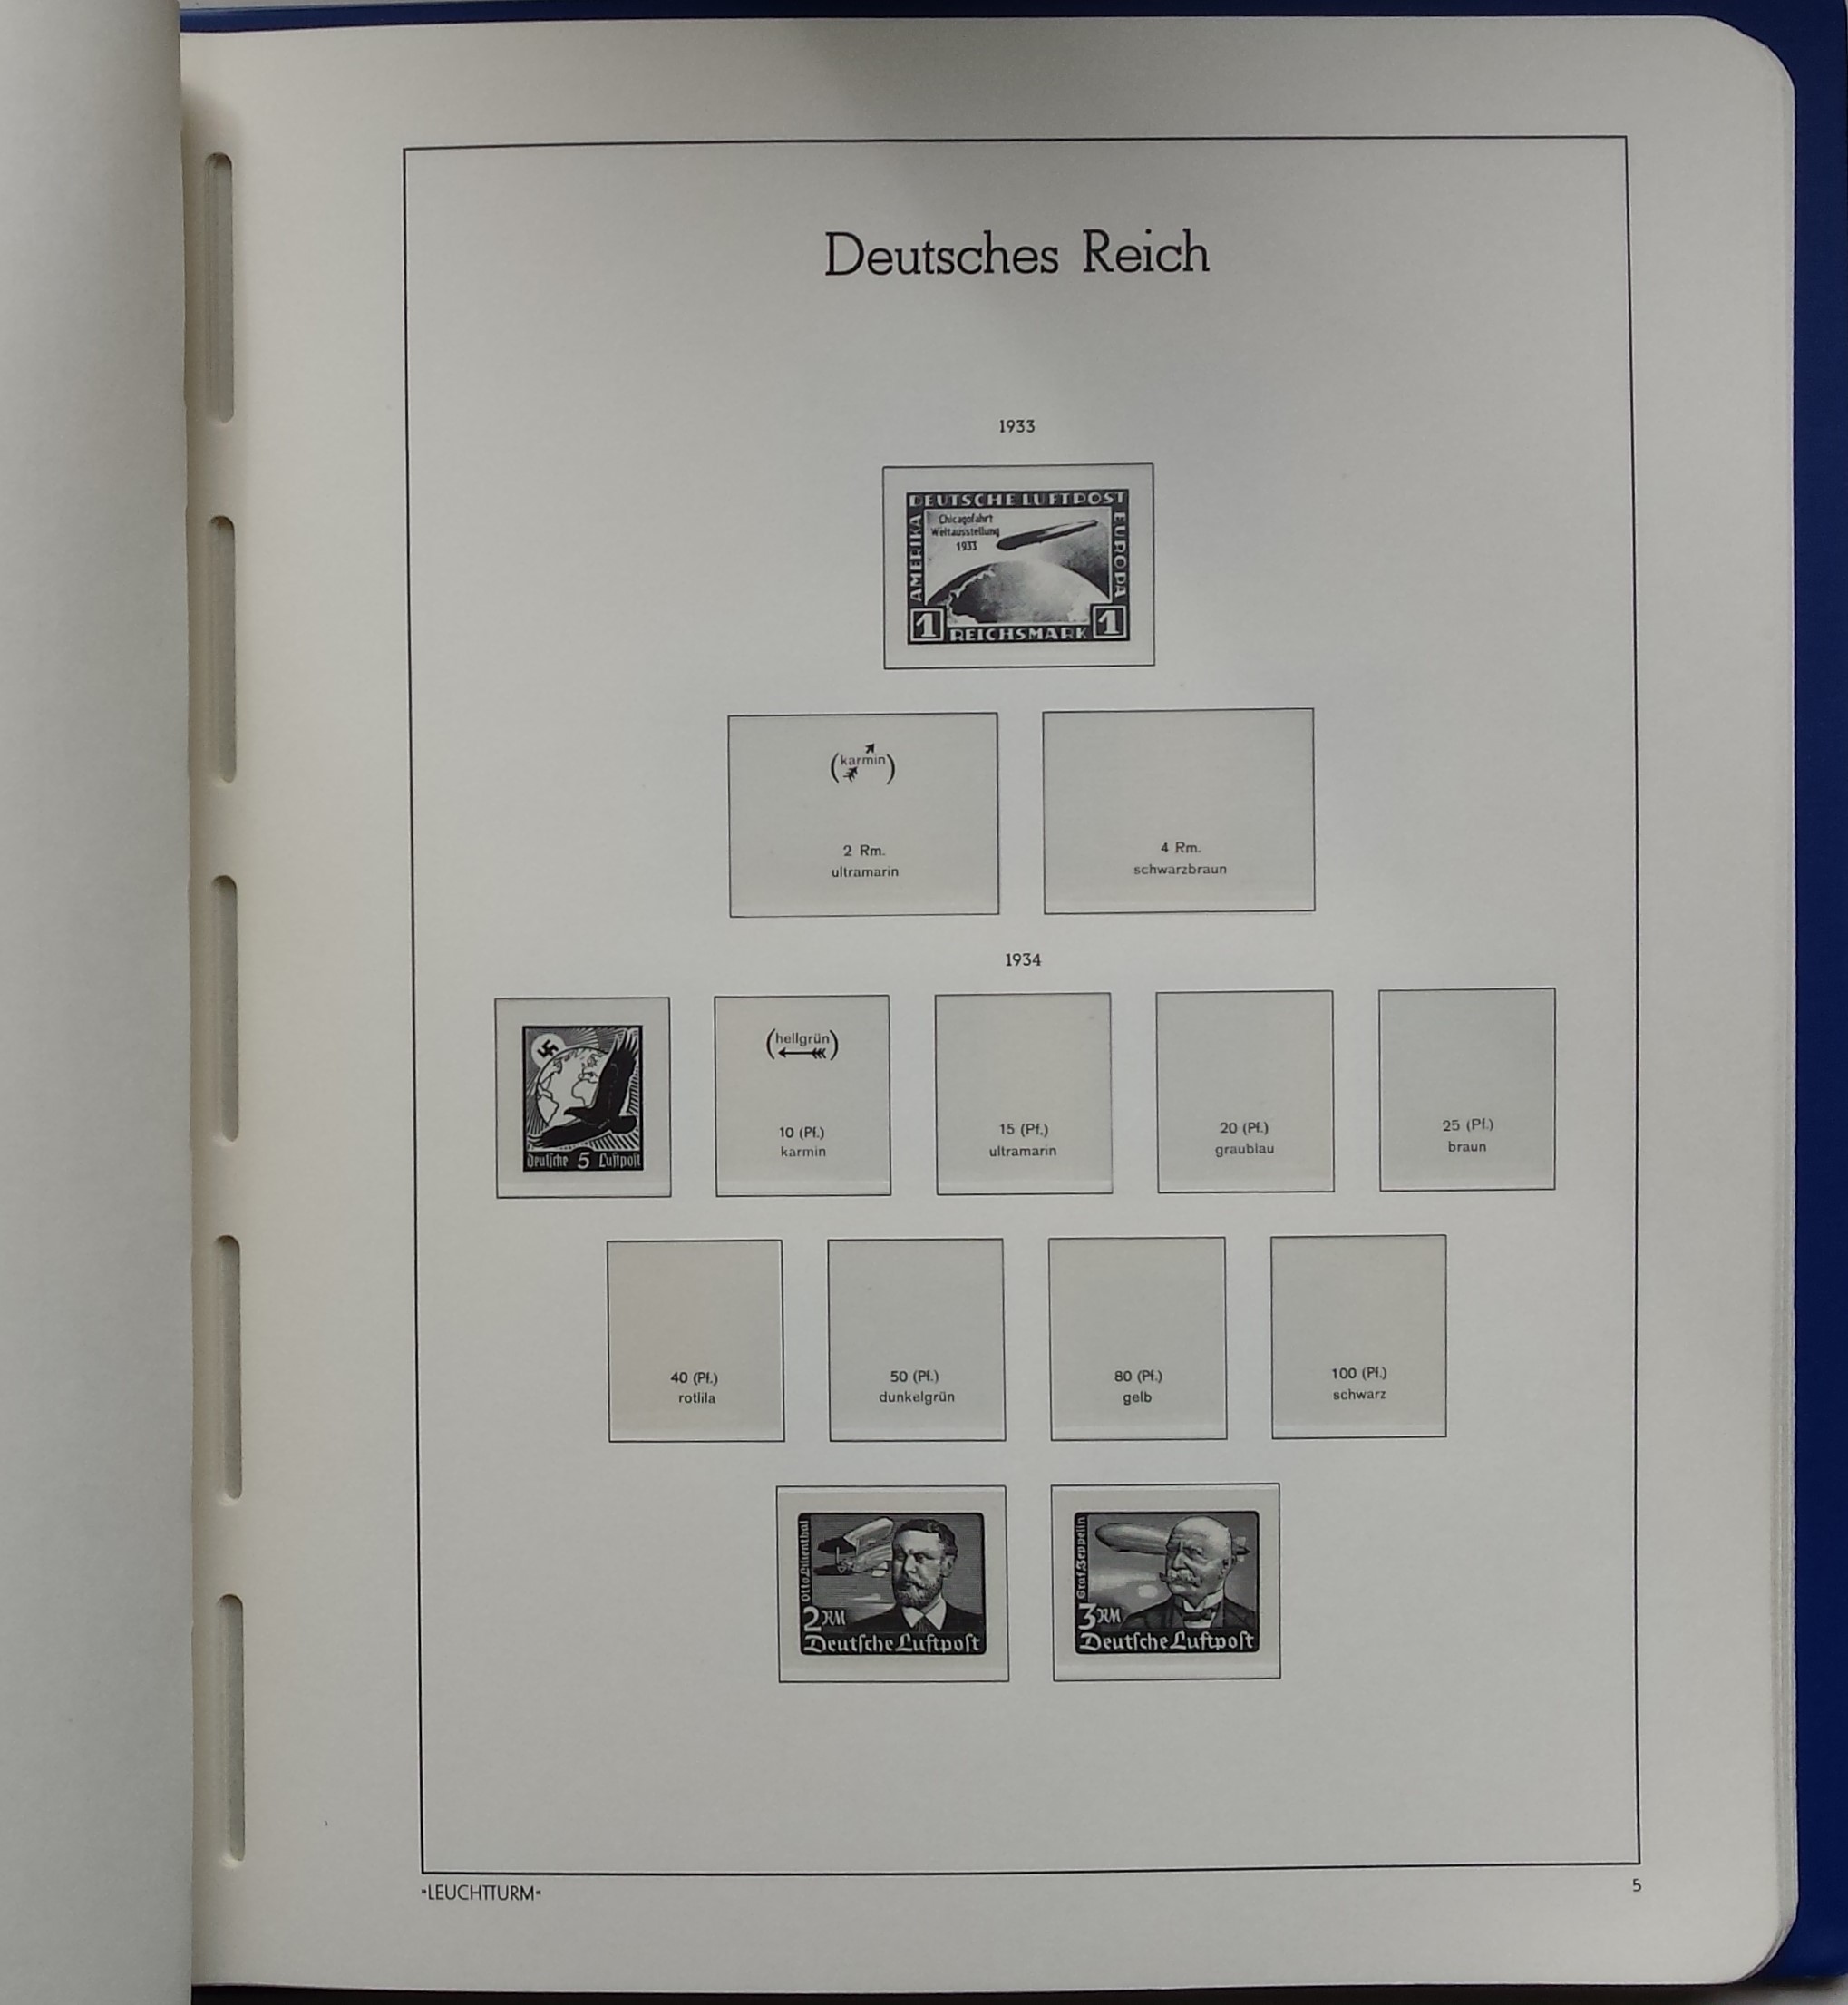 Deutsches Reich
1933
DEUTSCHE LUFTPOST
AMERIKA
EUROPA
Chicagofahrt
Weltausstellung
1933
1 REICHSMARK 1
(karmin)
2 Rm.
ultramarin
4 Rm.
schwarzbraun
1934
Deutſche 5 Luftpoſt
(hellgrün)
10 (Pf.)
karmin
15 (Pf.)
ultramarin
20 (Pf.)
graublau
25 (Pf.)
braun
40 (Pf.)
rotlila
50 (Pf.)
dunkelgrün
80 (Pf.)
gelb
100 (Pf.)
schwarz
Otto Lilienthal
2 RM
Deutſche Luftpoſt
Graf Zeppelin
3 RM
Deutſche Luftpoſt
"LEUCHTTURM"
5